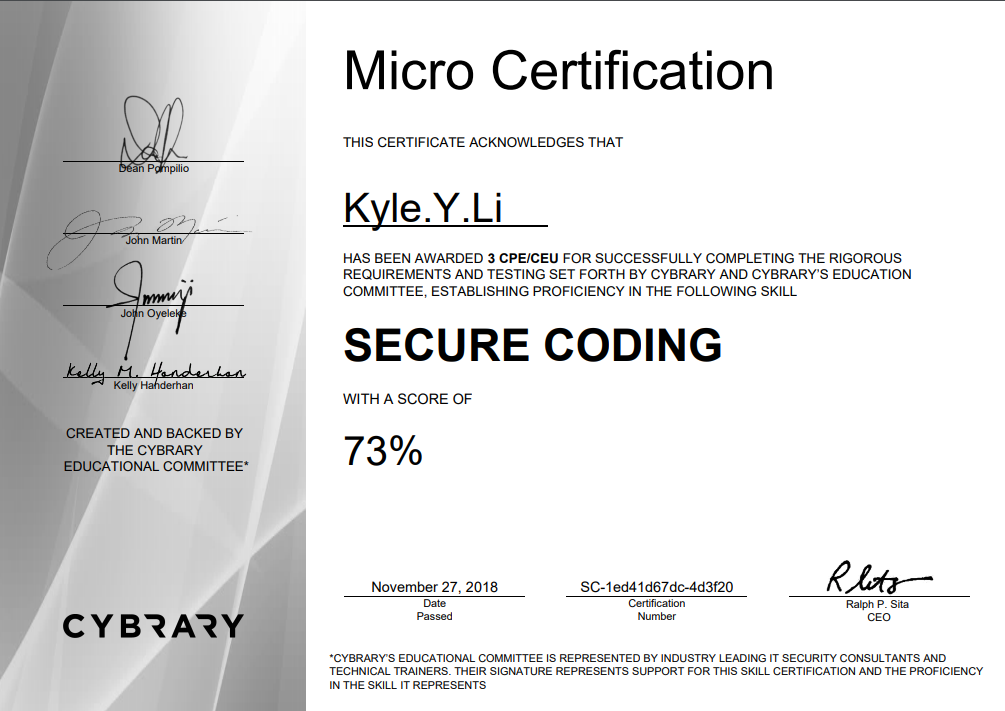 Micro Certification
THIS CERTIFICATE ACKNOWLEDGES THAT
Kyle.Y.Li
HAS BEEN AWARDED 3 CPE/CEU FOR SUCCESSFULLY COMPLETING THE RIGOROUS
REQUIREMENTS AND TESTING SET FORTH BY CYBRARY AND CYBRARY'S EDUCATION
COMMITTEE, ESTABLISHING PROFICIENCY IN THE FOLLOWING SKILL
SECURE CODING
WITH A SCORE OF
73%
Dean Pompilio
John Martin
John Oyeleke
Kelly M. Handerhan
Kelly Handerhan
CREATED AND BACKED BY
THE CYBRARY
EDUCATIONAL COMMITTEE*
CYBRARY
November 27, 2018
Date
Passed
SC-1ed41d67dc-4d3f20
Certification
Number
Ralph P. Sita
CEO
*CYBRARY'S EDUCATIONAL COMMITTEE IS REPRESENTED BY INDUSTRY LEADING IT SECURITY CONSULTANTS AND
TECHNICAL TRAINERS. THEIR SIGNATURE REPRESENTS SUPPORT FOR THIS SKILL CERTIFICATION AND THE PROFICIENCY
IN THE SKILL IT REPRESENTS